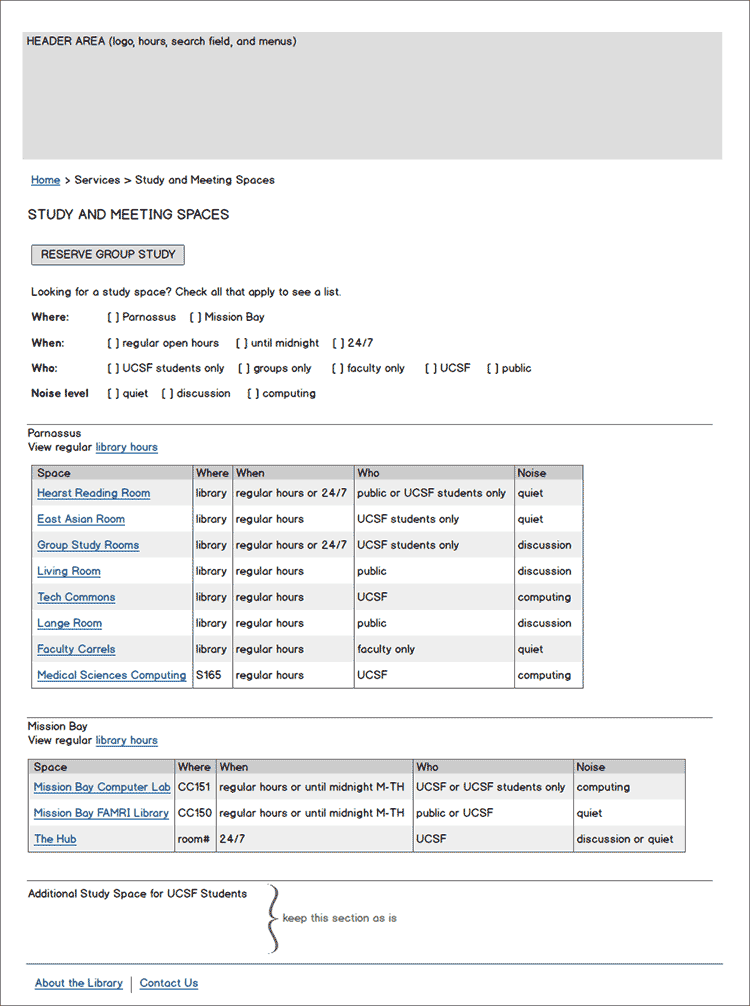 HEADER AREA (logo, hours, search field, and menus)
Home > Services > Study and Meeting Spaces
STUDY AND MEETING SPACES
RESERVE GROUP STUDY
Looking for a study space? Check all that apply to see a list.
Where: [ ] Parnassus [ ] Mission Bay
When: [ ] regular open hours [ ] until midnight [ ] 24/7
Who: [ ] UCSF students only [ ] groups only [ ] faculty only [ ] UCSF [ ] public
Noise level [ ] quiet [ ] discussion [ ] computing
Parnassus
View regular library hours
Space Where When Who Noise
Hearst Reading Room library regular hours or 24/7 public or UCSF students only quiet
East Asian Room library regular hours UCSF students only quiet
Group Study Rooms library regular hours or 24/7 UCSF students only discussion
Living Room library regular hours public discussion
Tech Commons library regular hours UCSF computing
Lange Room library regular hours public discussion
Faculty Carrels library regular hours faculty only quiet
Medical Sciences Computing S165 regular hours UCSF computing
Mission Bay
View regular library hours
Space Where When Who Noise
Mission Bay Computer Lab CC151 regular hours or until midnight M-TH UCSF or UCSF students only computing
Mission Bay FAMRI Library CC150 regular hours or until midnight M-TH public or UCSF quiet
The Hub room# 24/7 UCSF discussion or quiet
Additional Study Space for UCSF Students
keep this section as is
About the Library | Contact Us